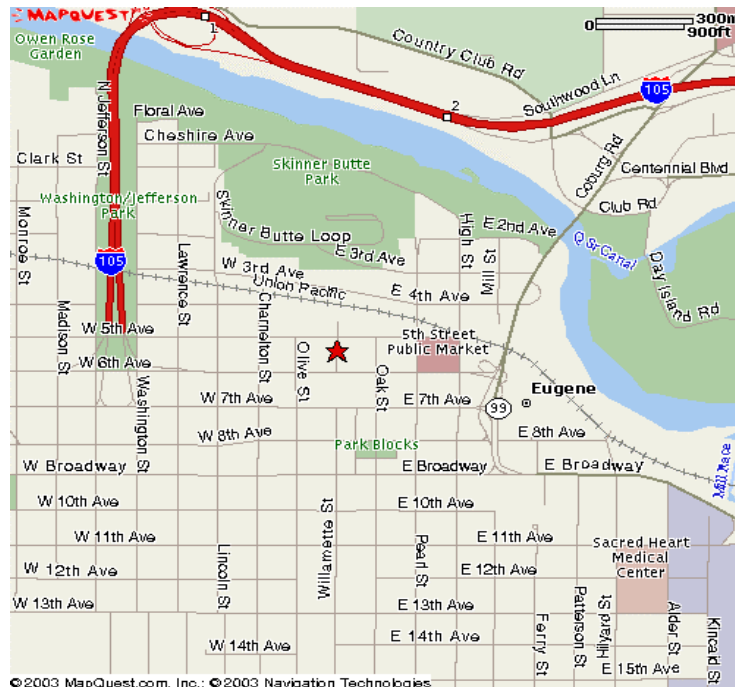 MAPQUEST
0
300m
900ft
1
Owen Rose
Garden
Country Club Rd
N Jefferson St
Southwood Ln
105
2
Floral Ave
Cheshire Ave
Coburg Rd
Clark St
Skinner Butte
Park
Centennial Blvd
Washington/Jefferson
Park
Club Rd
Monroe St
Skinner Butte Loop
High St
E 2nd Ave
Q St Canal
Day Island Rd
Lawrence St
E 3rd Ave
Mill St
105
W 3rd Ave
Union Pacific
E 4th Ave
Madison St
Charnelton St
W 5th Ave
5th Street
Public Market
W 6th Ave
Olive St
Oak St
Washington St
W 7th Ave
E 7th Ave
99
Eugene
W 8th Ave
E 8th Ave
Park Blocks
W Broadway
E Broadway
E Broadway
Mill Race
W 10th Ave
E 10th Ave
Willamette St
W 11th Ave
E 11th Ave
Sacred Heart
Medical
Center
Lincoln St
Pearl St
W 12th Ave
E 12th Ave
W 13th Ave
E 13th Ave
Ferry St
Patterson St
Hilyard St
Alder St
Kincaid St
W 14th Ave
E 14th Ave
E 15th Ave
©2003 MapQuest.com, Inc.; ©2003 Navigation Technologies